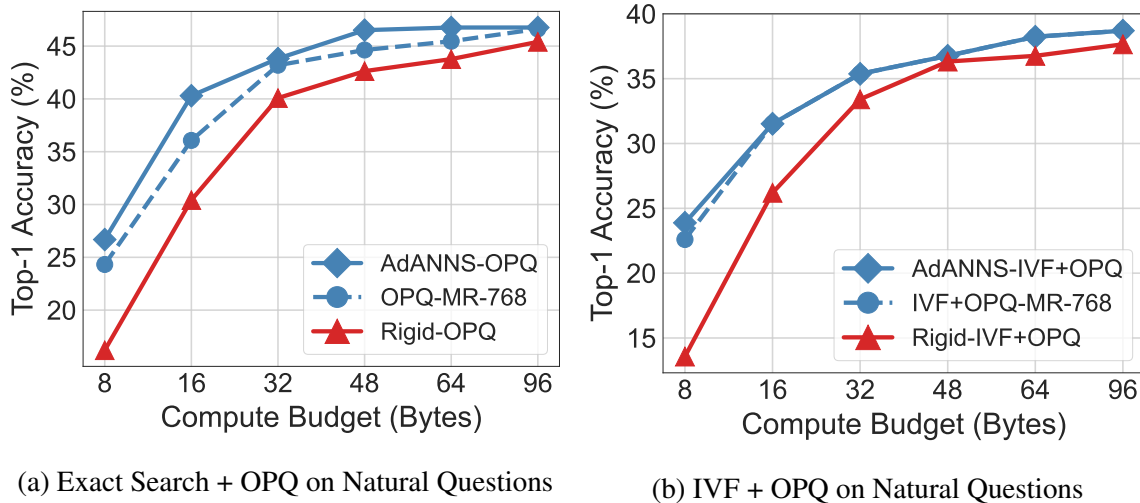 45
40
35
30
25
20
Top-1 Accuracy (%)
AdANNS-OPQ
OPQ-MR-768
Rigid-OPQ
8 16 32 48 64 96
Compute Budget (Bytes)
(a) Exact Search + OPQ on Natural Questions
40
35
30
25
20
15
Top-1 Accuracy (%)
AdANNS-IVF+OPQ
IVF+OPQ-MR-768
Rigid-IVF+OPQ
8 16 32 48 64 96
Compute Budget (Bytes)
(b) IVF + OPQ on Natural Questions